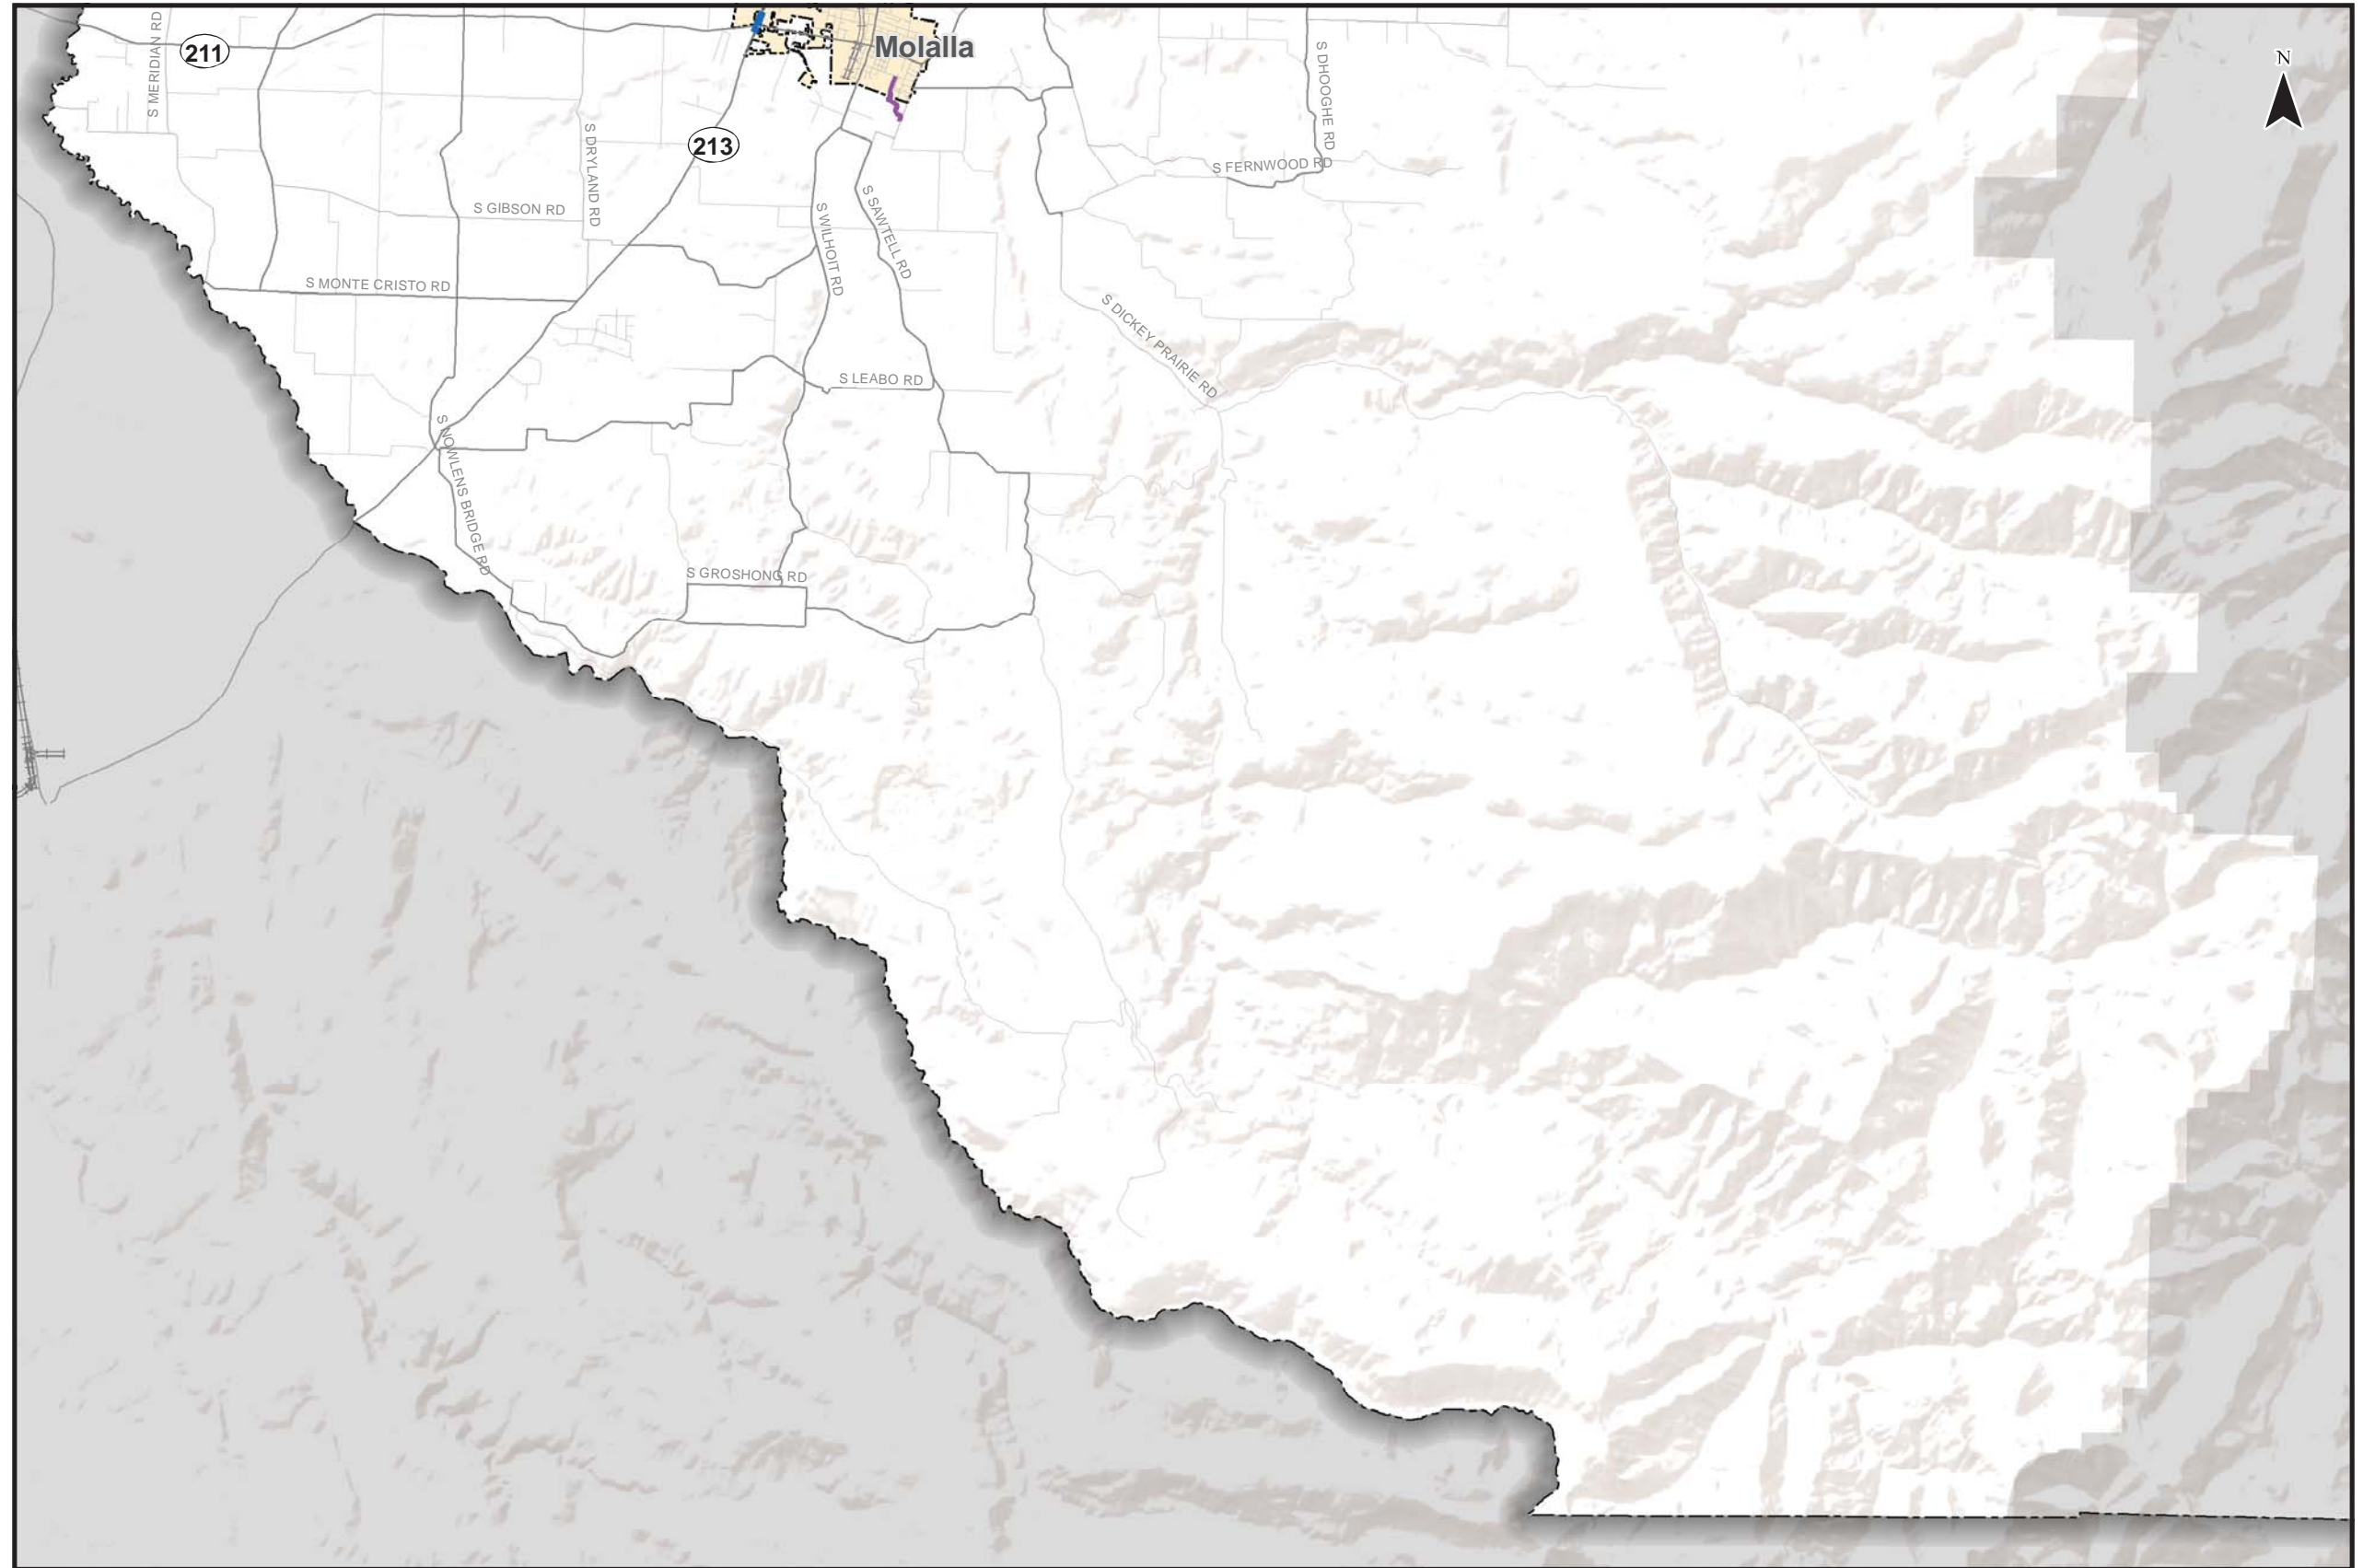 Molalla
211
213
N
S MERIDIAN RD
S DHOOGHE RD
S DRYLAND RD
S FERNWOOD RD
S GIBSON RD
S WILHOIT RD
S SAWTELL RD
S MONTE CRISTO RD
S DICKEY PRAIRIE RD
S LEABO RD
S NOWLENS BRIDGE RD
S GROSHONG RD